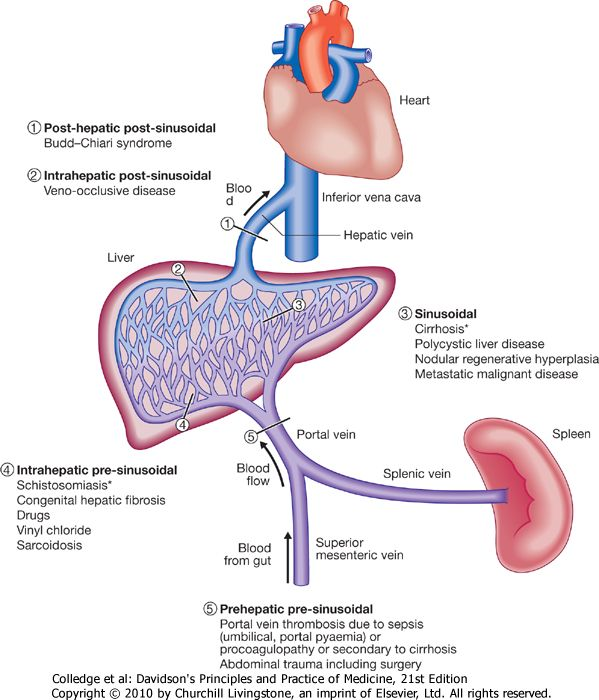 Heart
① Post-hepatic post-sinusoidal
Budd–Chiari syndrome
② Intrahepatic post-sinusoidal
Veno-occlusive disease
Bloo
d
Inferior vena cava
①
Hepatic vein
Liver
②
③
③ Sinusoidal
Cirrhosis*
Polycystic liver disease
Nodular regenerative hyperplasia
Metastatic malignant disease
④
⑤
Portal vein
Spleen
④ Intrahepatic pre-sinusoidal
Schistosomiasis*
Congenital hepatic fibrosis
Drugs
Vinyl chloride
Sarcoidosis
Blood
flow
Splenic vein
Blood
from gut
Superior
mesenteric vein
⑤ Prehepatic pre-sinusoidal
Portal vein thrombosis due to sepsis
(umbilical, portal pyaemia) or
procoagulopathy or secondary to cirrhosis
Abdominal trauma including surgery
Colledge et al: Davidson's Principles and Practice of Medicine, 21st Edition
Copyright © 2010 by Churchill Livingstone, an imprint of Elsevier, Ltd. All rights reserved.